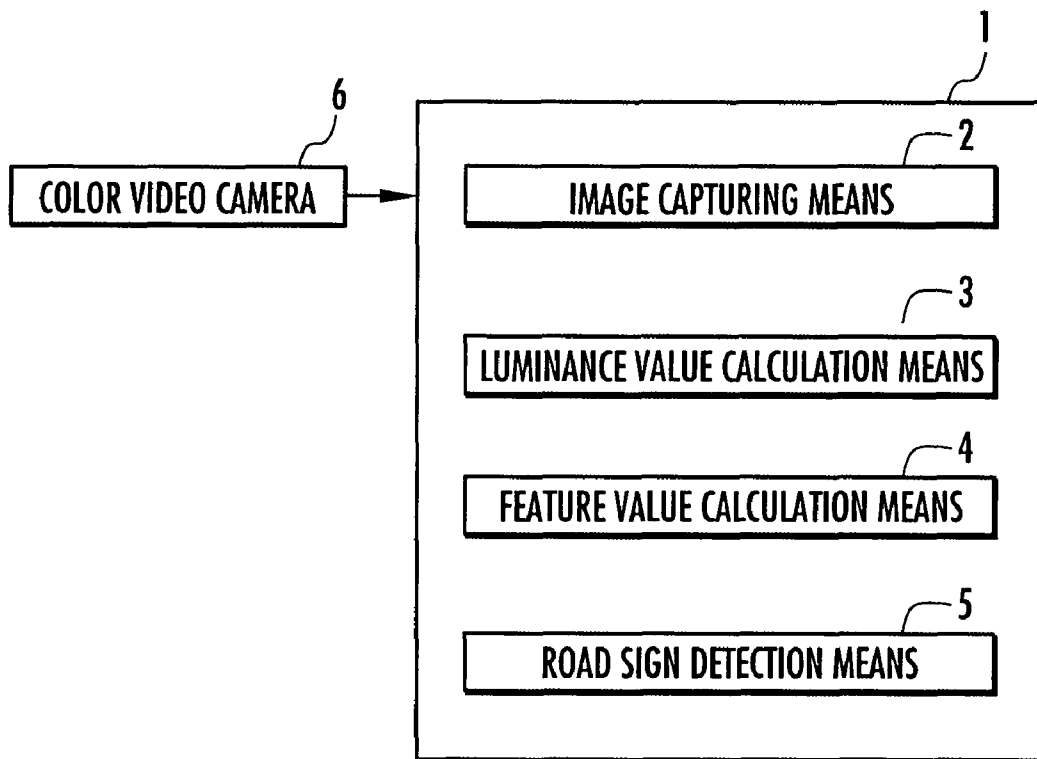 1
6
COLOR VIDEO CAMERA
2
IMAGE CAPTURING MEANS
3
LUMINANCE VALUE CALCULATION MEANS
4
FEATURE VALUE CALCULATION MEANS
5
ROAD SIGN DETECTION MEANS